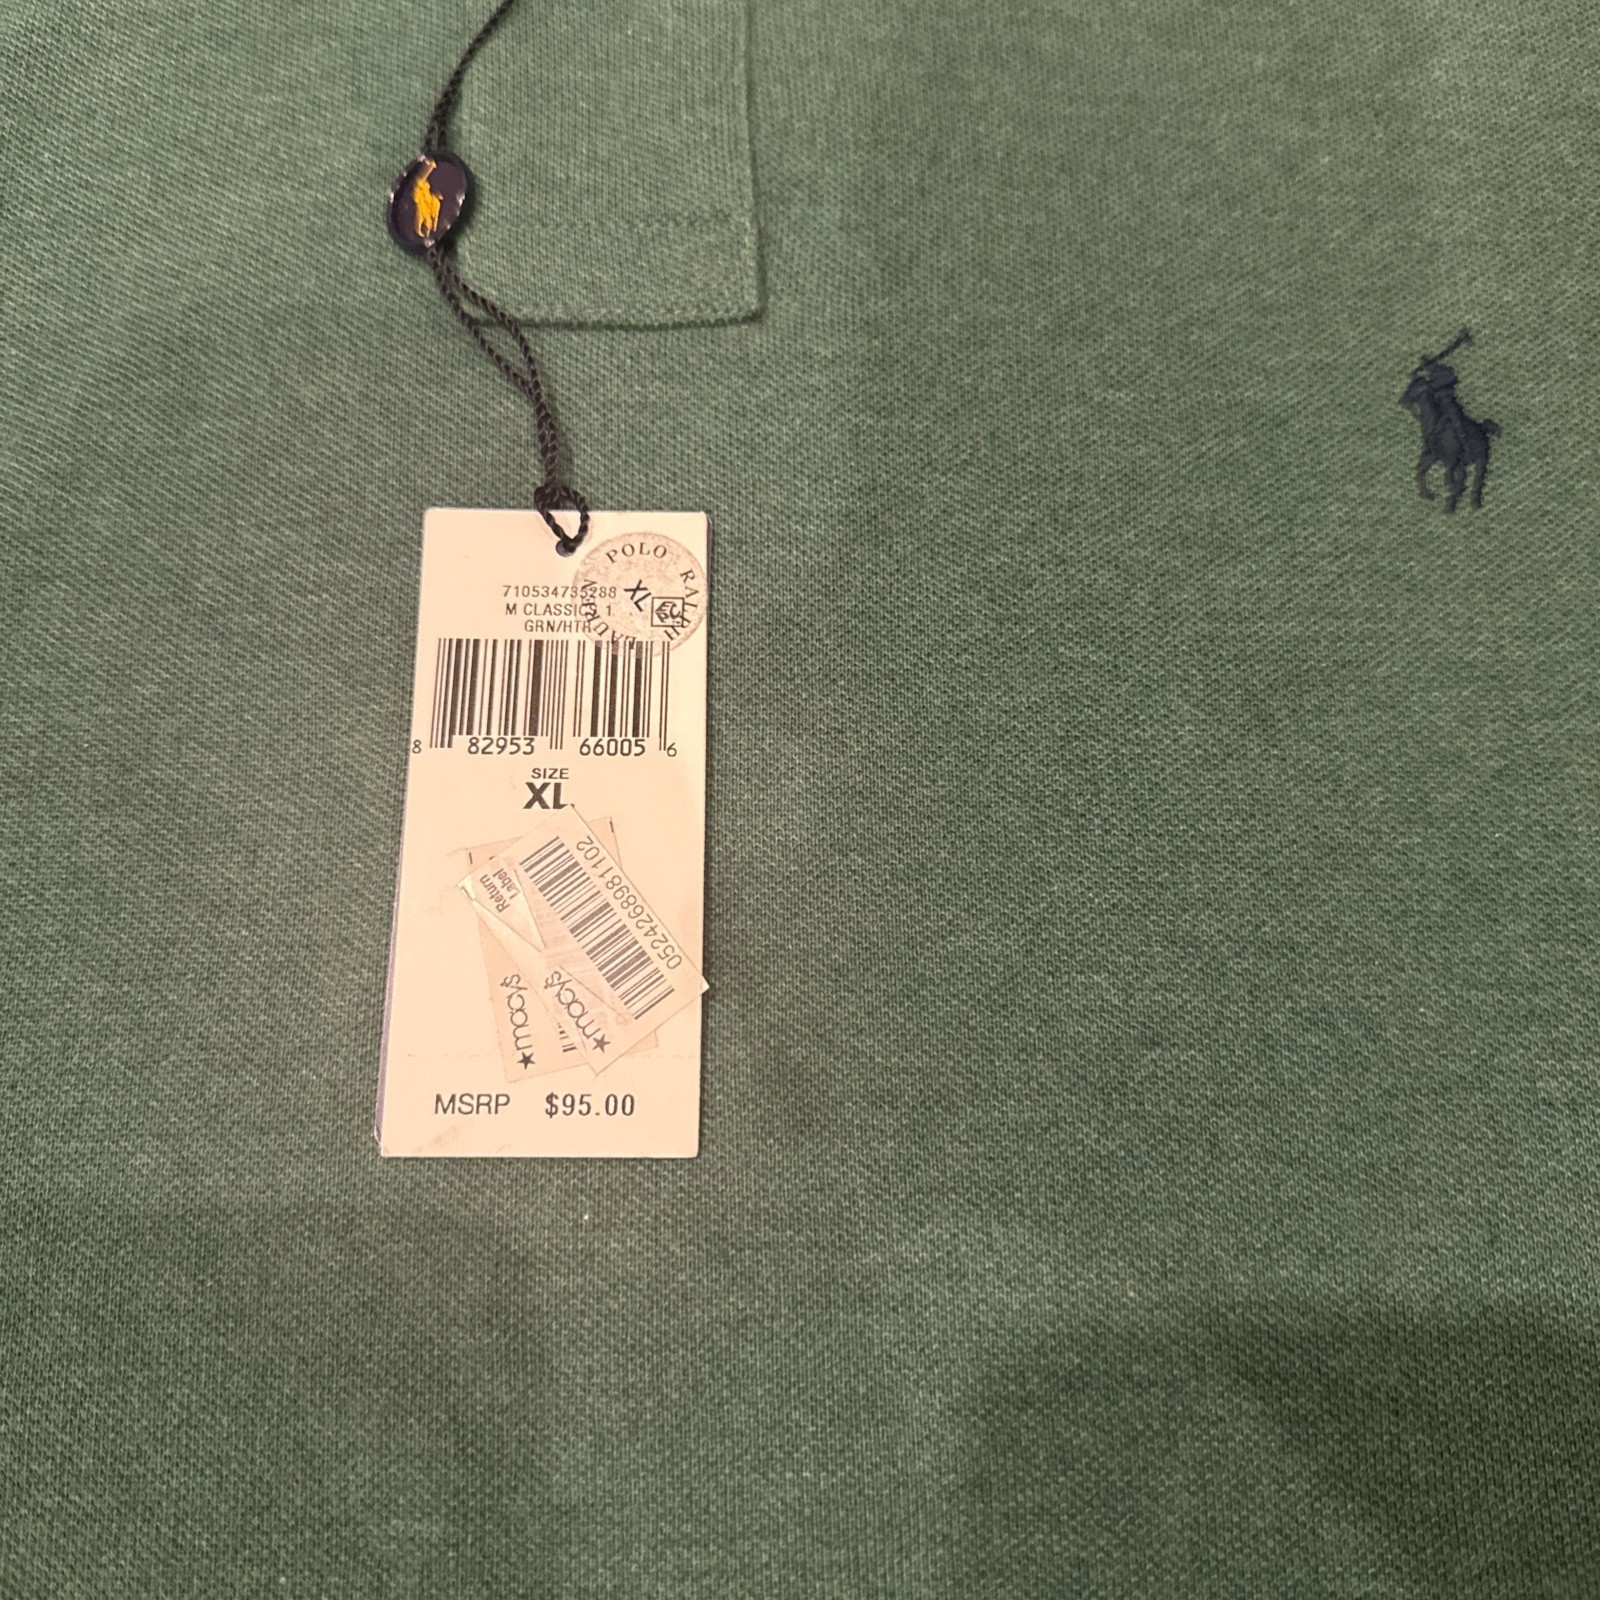 POLO RALPH LAUREN
XL
710534735288
M CLASSICS 1
GRN/HTR
8 82953 66005 6
SIZE
XL
Return
Label
0524268981102
★macy's
★macy's
MSRP $95.00